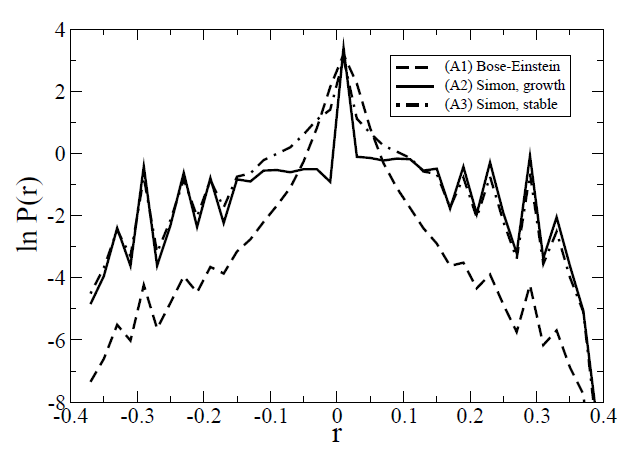 4
2
0
-2
-4
-6
-8
ln P(r)
(A1) Bose-Einstein
(A2) Simon, growth
(A3) Simon, stable
-0.4 -0.3 -0.2 -0.1 0 0.1 0.2 0.3 0.4
r